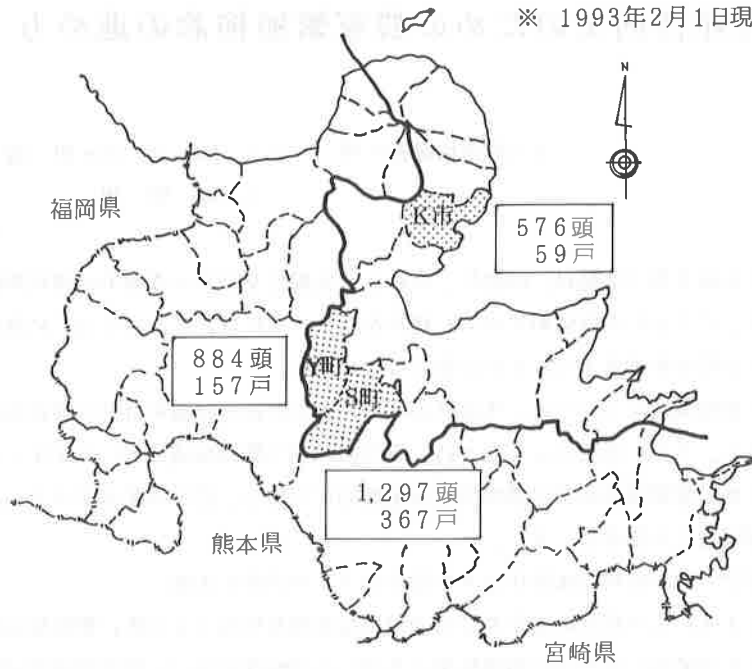 ※ 1993年2月1日現
N
福岡県
K市
576頭
59戸
884頭
157戸
Y町
S町
1,297頭
367戸
熊本県
宮崎県